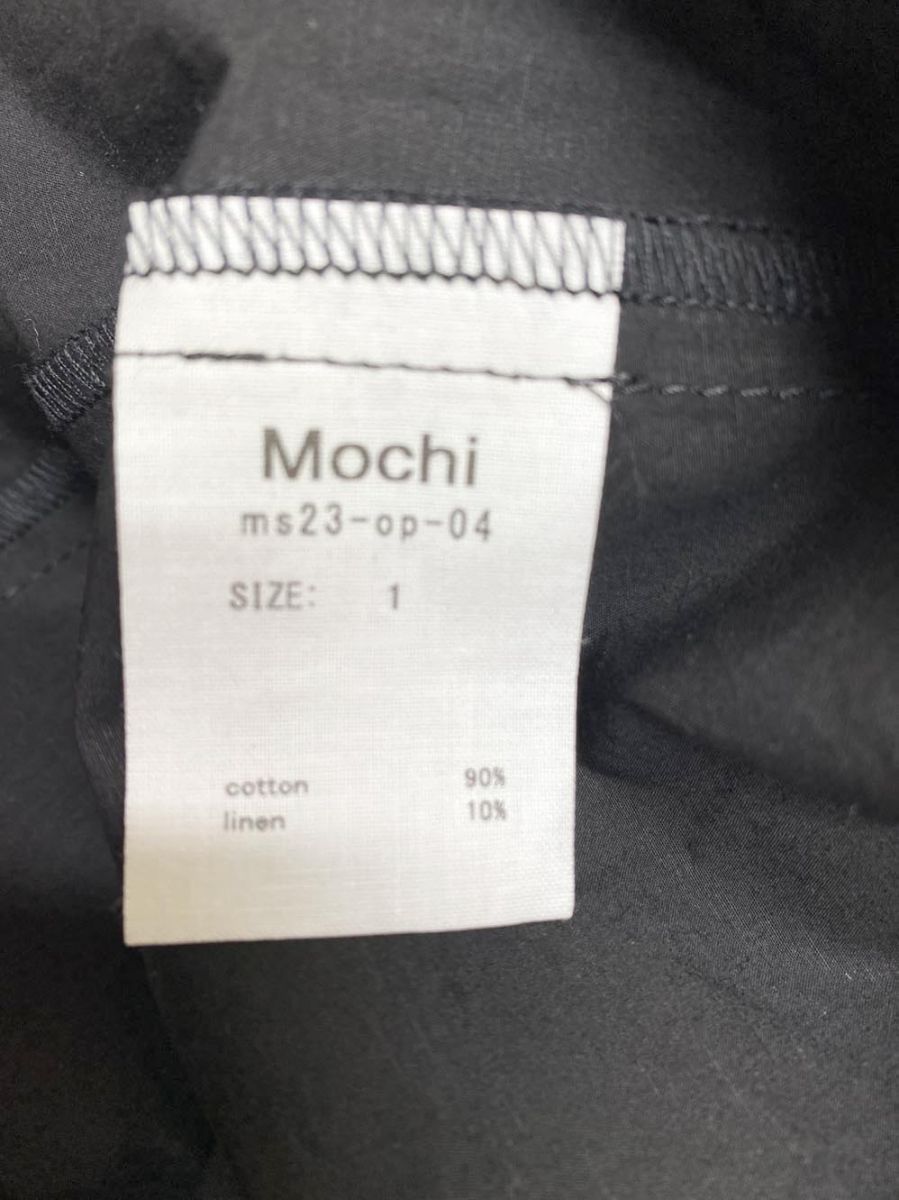 Mochi
ms23-op-04
SIZE: 1
cotton 90%
linen 10%